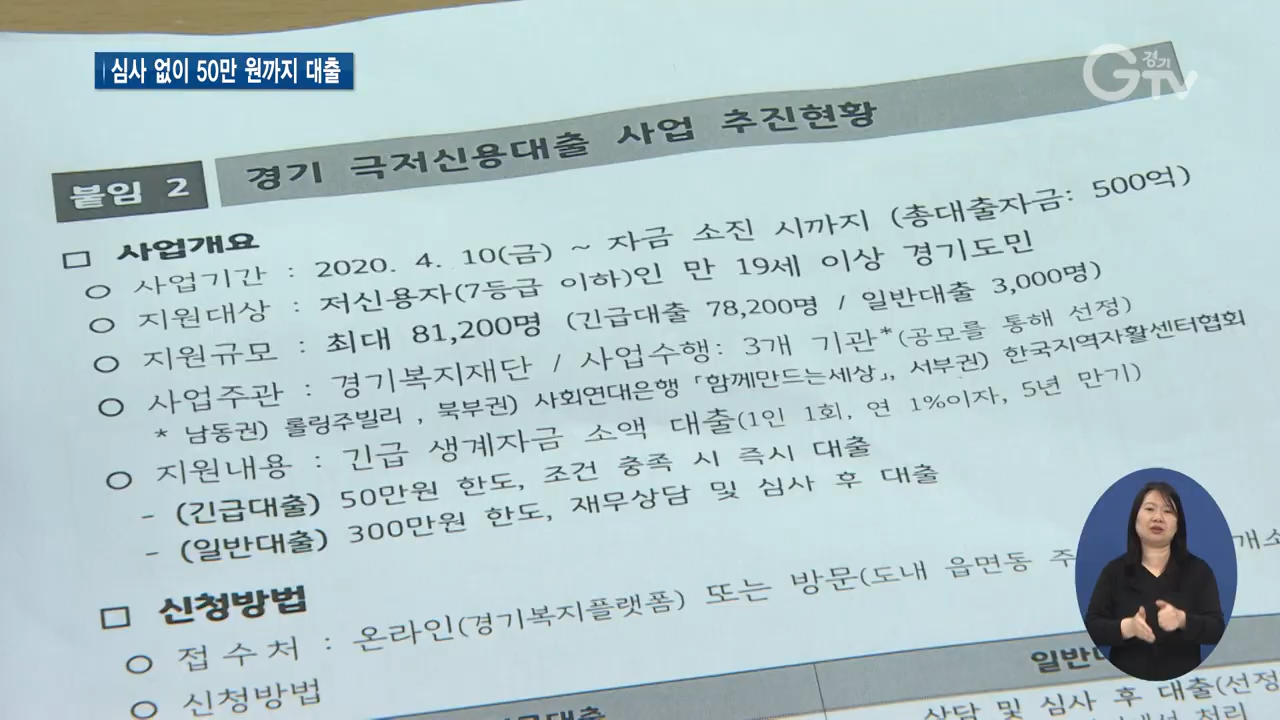 심사 없이 50만 원까지 대출
경기 GTV
붙임 2 경기 극저신용대출 사업 추진현황
□ 사업개요
○ 사업기간 : 2020. 4. 10(금) ~ 자금 소진 시까지 (총대출자금: 500억)
○ 지원대상 : 저신용자(7등급 이하)인 만 19세 이상 경기도민
○ 지원규모 : 최대 81,200명 (긴급대출 78,200명 / 일반대출 3,000명)
○ 사업주관 : 경기복지재단 / 사업수행: 3개 기관*(공모를 통해 선정)
* 남동권) 롤링주빌리 , 북부권) 사회연대은행 「함께만드는세상」, 서부권) 한국지역자활센터협회
○ 지원내용 : 긴급 생계자금 소액 대출(1인 1회, 연 1%이자, 5년 만기)
- (긴급대출) 50만원 한도, 조건 충족 시 즉시 대출
- (일반대출) 300만원 한도, 재무상담 및 심사 후 대출
□ 신청방법
○ 접수처 : 온라인(경기복지플랫폼) 또는 방문(도내 읍면동 주 개소
○ 신청방법
일반
상담 및 심사 후 대출(선정
처리